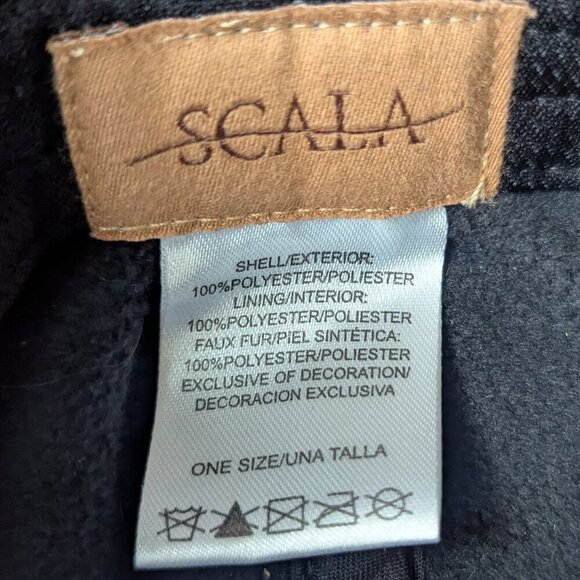 SCALA
SHELL/EXTERIOR:
100%POLYESTER/POLIESTER
LINING/INTERIOR:
100%POLYESTER/POLIESTER
FAUX FUR/PIEL SINTÉTICA:
100%POLYESTER/POLIESTER
EXCLUSIVE OF DECORATION/
DECORACION EXCLUSIVA
ONE SIZE/UNA TALLA